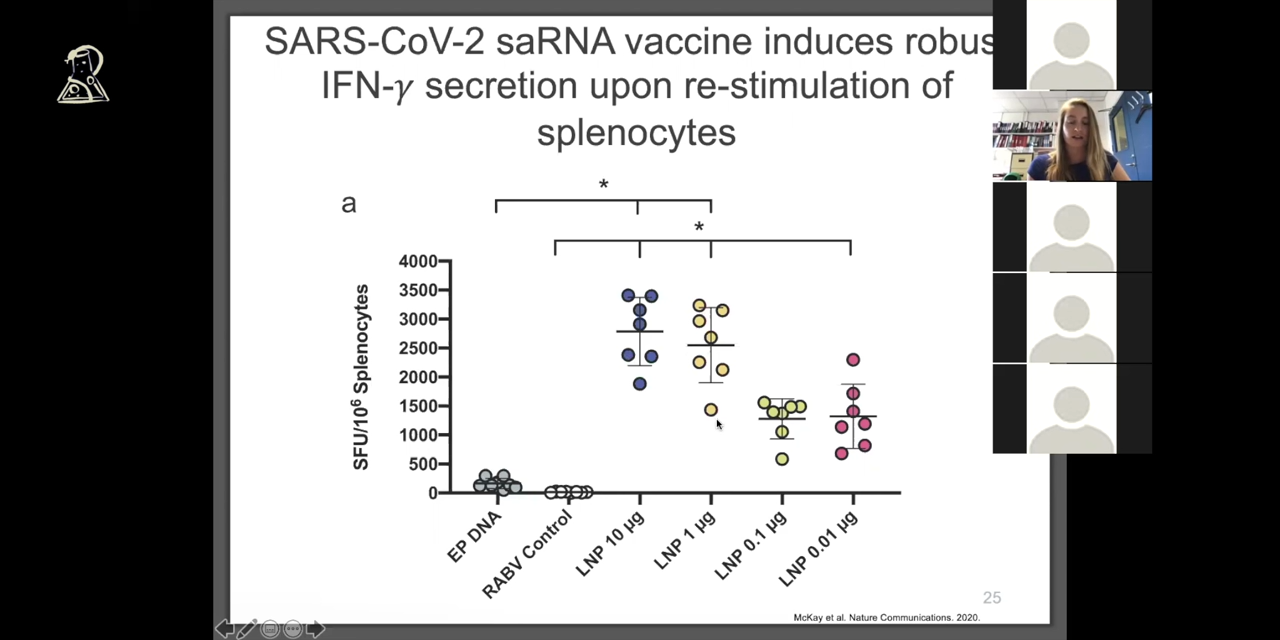 SARS-CoV-2 saRNA vaccine induces robus
IFN-γ secretion upon re-stimulation of
splenocytes
a
*
*
SFU/10⁶ Splenocytes
4000
3500
3000
2500
2000
1500
1000
500
0
EP DNA
RABV Control
LNP 10 µg
LNP 1 µg
LNP 0.1 µg
LNP 0.01 µg
25
McKay et al. Nature Communications. 2020.